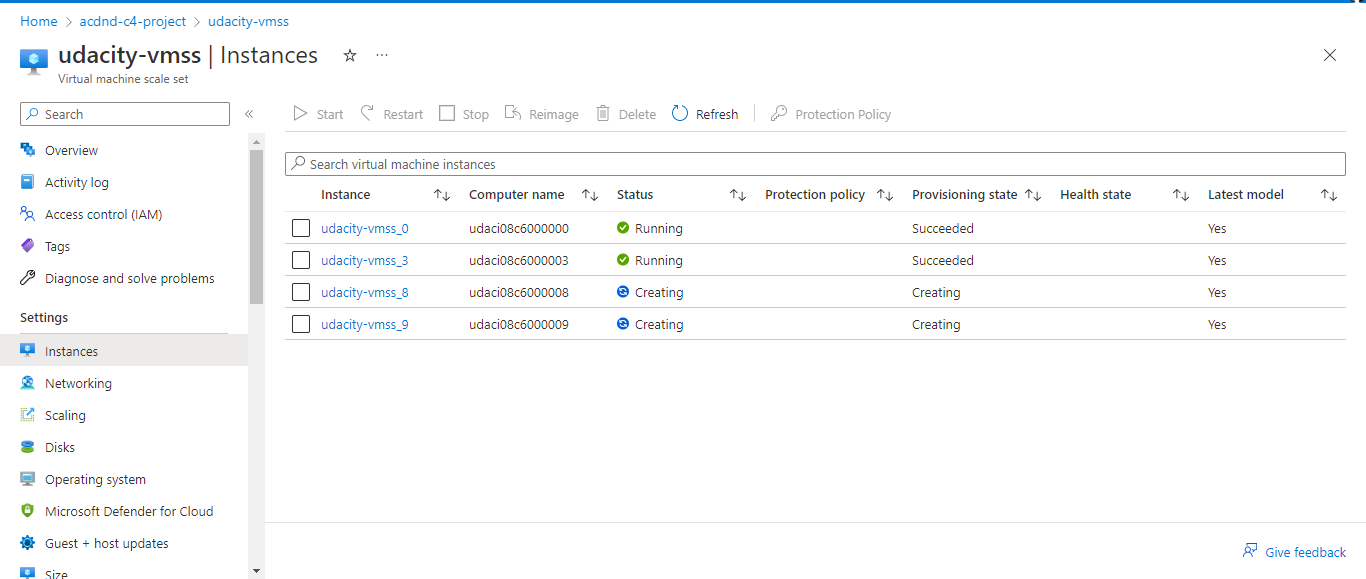 Home > acdnd-c4-project > udacity-vmss
udacity-vmss | Instances ☆ ...
Virtual machine scale set
Search «
Overview
Activity log
Access control (IAM)
Tags
Diagnose and solve problems
Settings
Instances
Networking
Scaling
Disks
Operating system
Microsoft Defender for Cloud
Guest + host updates
Size
Start Restart Stop Reimage Delete Refresh Protection Policy
Search virtual machine instances
Instance Computer name Status Protection policy Provisioning state Health state Latest model
udacity-vmss_0 udaci08c6000000 Running Succeeded Yes
udacity-vmss_3 udaci08c6000003 Running Succeeded Yes
udacity-vmss_8 udaci08c6000008 Creating Creating Yes
udacity-vmss_9 udaci08c6000009 Creating Creating Yes
Give feedback